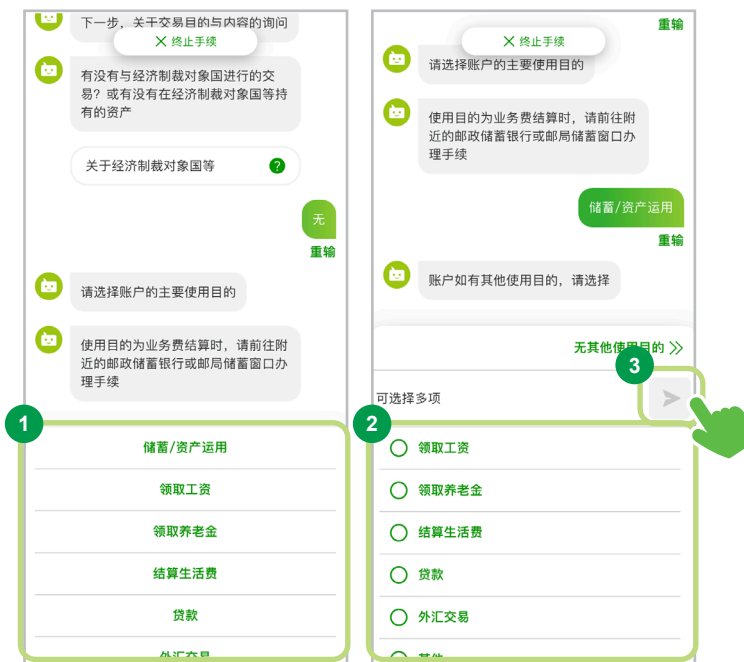 下一步，关于交易目的与内容的询问
× 终止手续
有没有与经济制裁对象国进行的交
易？或有没有在经济制裁对象国等持
有的资产
关于经济制裁对象国等
?
无
重输
请选择账户的主要使用目的
使用目的为业务费结算时，请前往附
近的邮政储蓄银行或邮局储蓄窗口办
理手续
1
储蓄/资产运用
领取工资
领取养老金
结算生活费
贷款
外汇交易
重输
× 终止手续
请选择账户的主要使用目的
使用目的为业务费结算时，请前往附
近的邮政储蓄银行或邮局储蓄窗口办
理手续
储蓄/资产运用
重输
账户如有其他使用目的，请选择
无其他使用目的
3
可选择多项
2
领取工资
领取养老金
结算生活费
贷款
外汇交易
其他